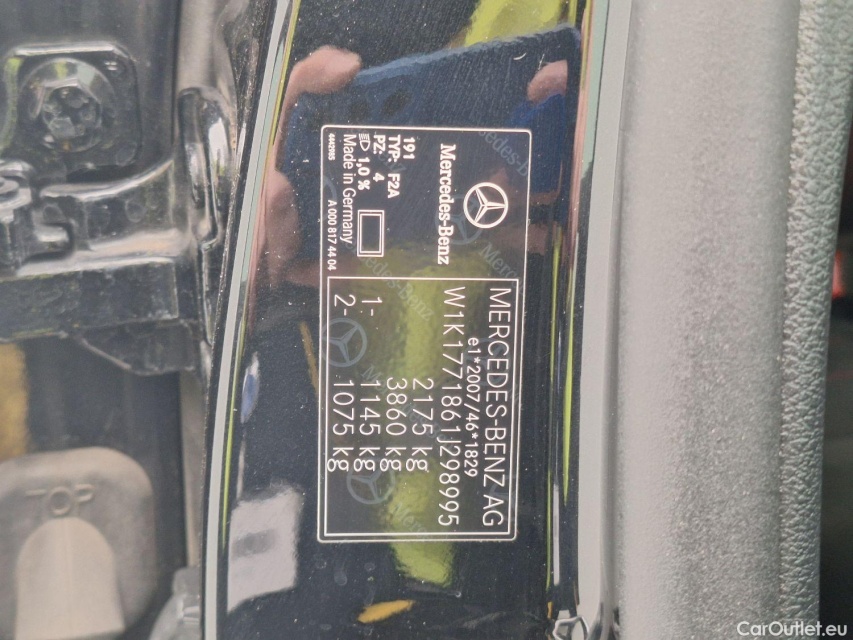 Mercedes-Benz
191
TYP: F2A
PZ: 4
1,0 %
Made in Germany
4442985
A 000 817 44 04
MERCEDES-BENZ AG
e1*2007/46*1829
W1K1771861J298995
2175 kg
3860 kg
1- 1145 kg
2- 1075 kg
TOP
CarOutlet.eu